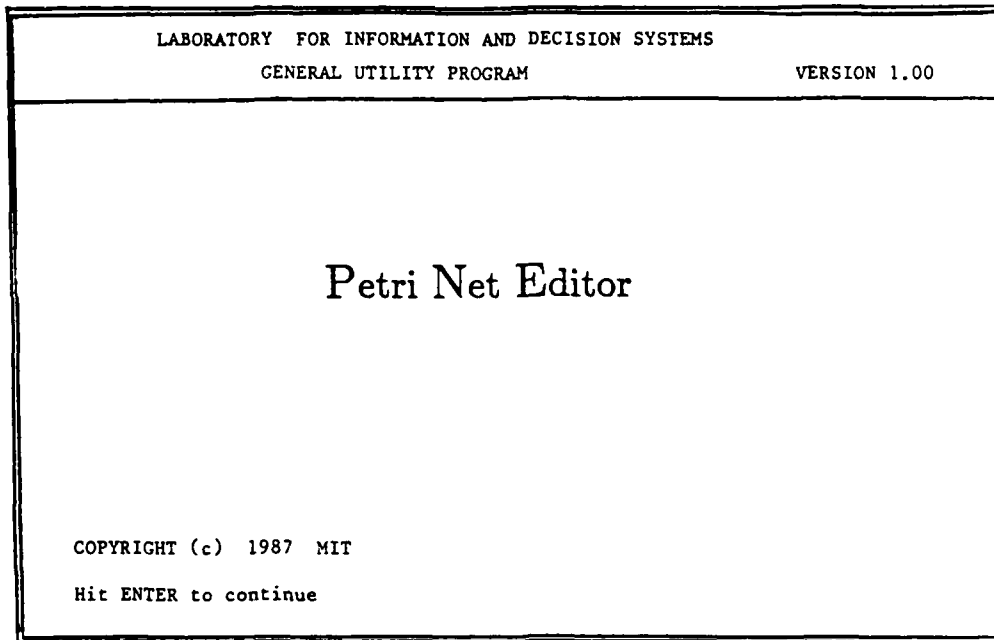 LABORATORY FOR INFORMATION AND DECISION SYSTEMS
GENERAL UTILITY PROGRAM VERSION 1.00
Petri Net Editor
COPYRIGHT (c) 1987 MIT
Hit ENTER to continue